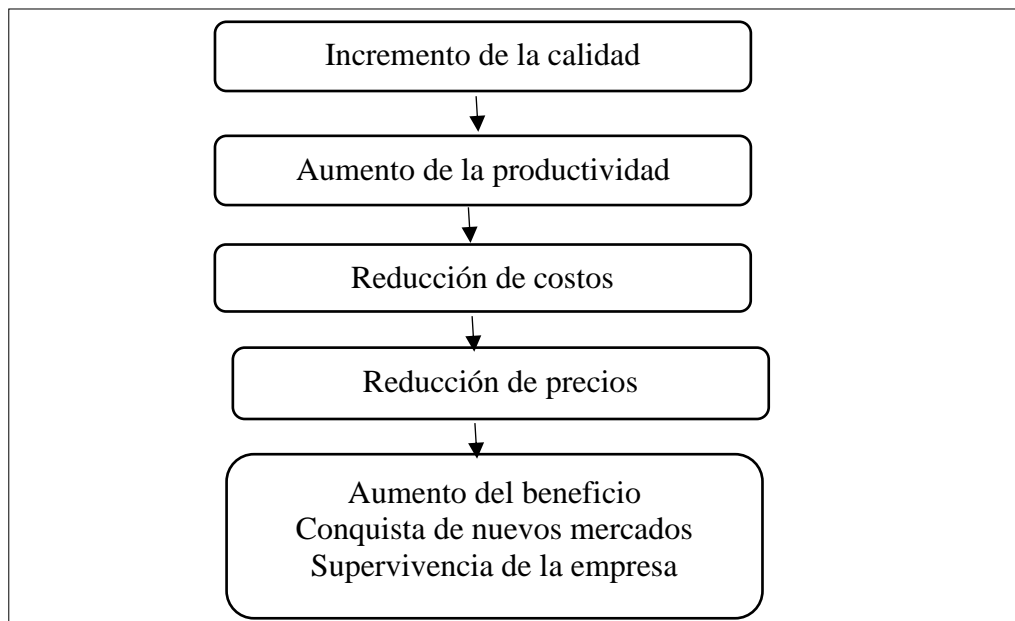 Incremento de la calidad
Aumento de la productividad
Reducción de costos
Reducción de precios
Aumento del beneficio
Conquista de nuevos mercados
Supervivencia de la empresa